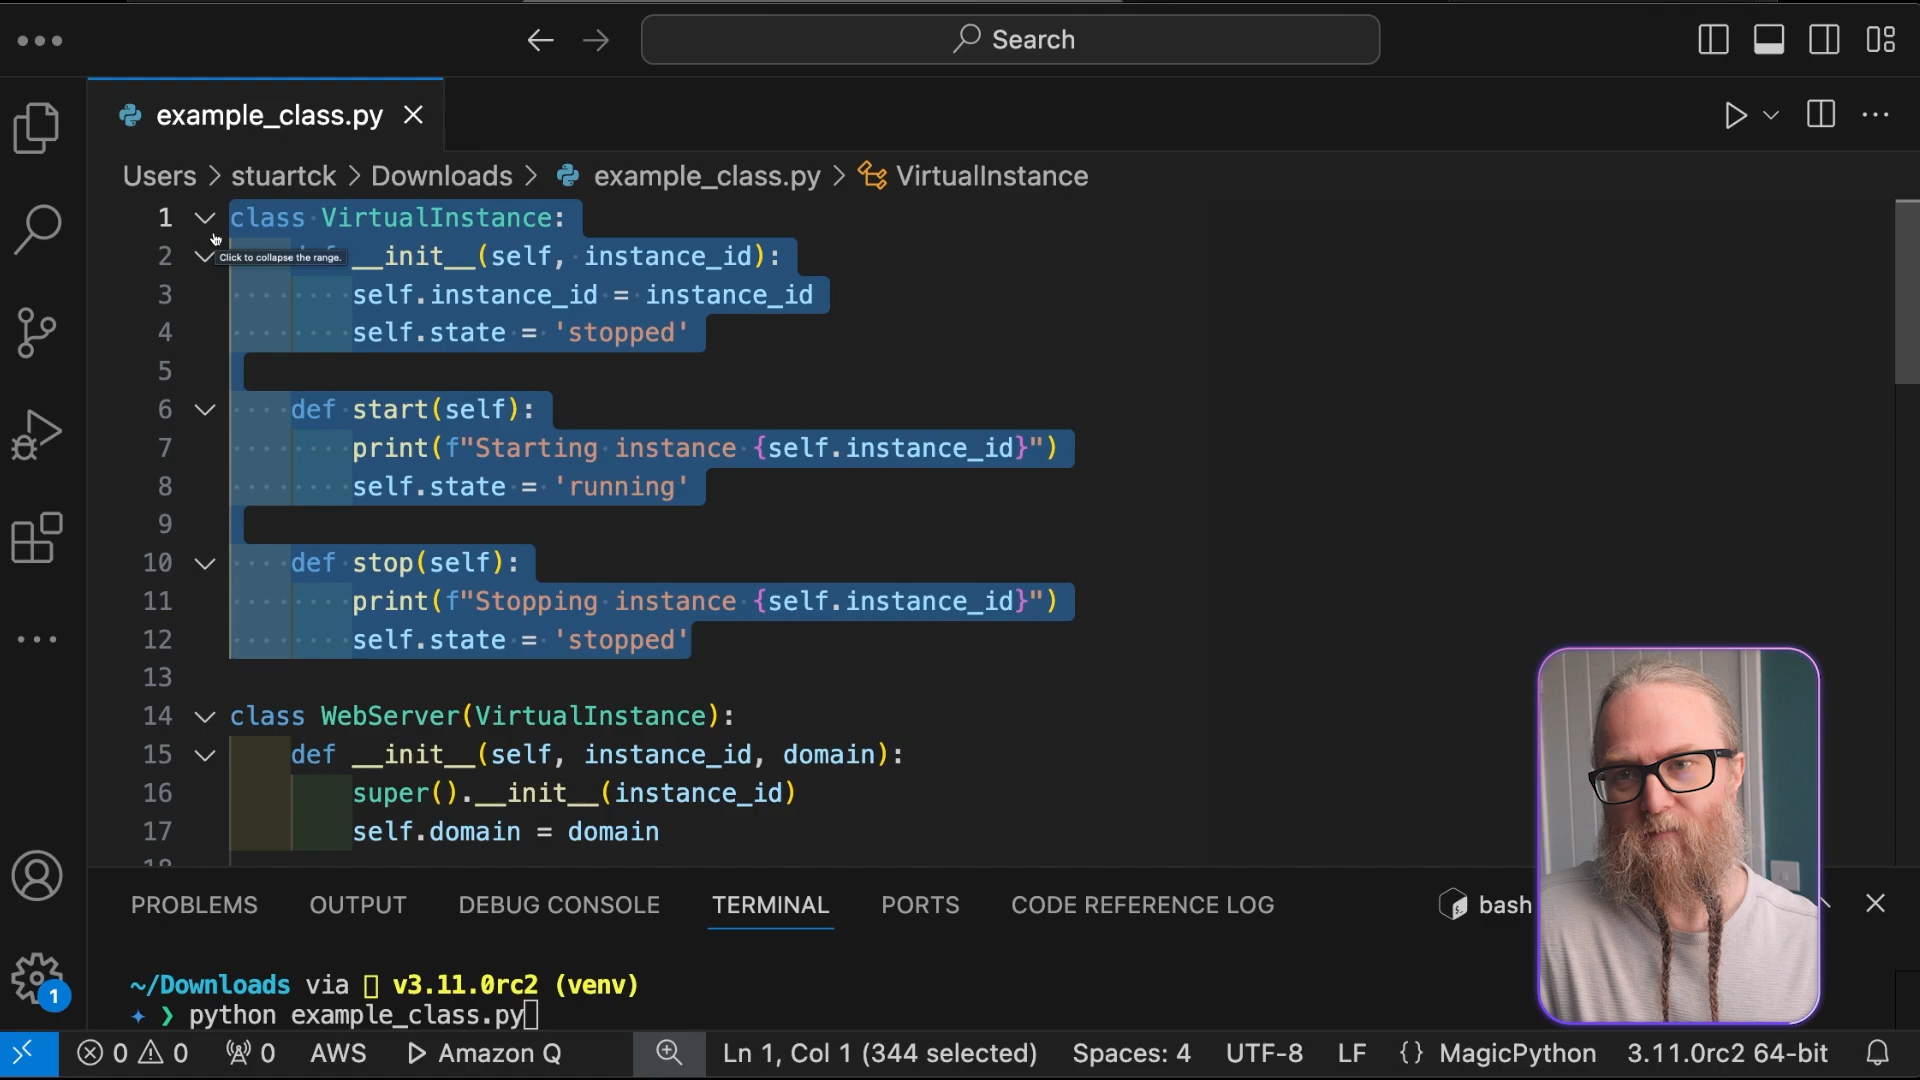 Search
example_class.py
Users > stuartck > Downloads > example_class.py > VirtualInstance
1 class VirtualInstance:
2 __init__(self, instance_id):
Click to collapse the range.
3 self.instance_id = instance_id
4 self.state = 'stopped'
5
6 def start(self):
7 print(f"Starting instance {self.instance_id}")
8 self.state = 'running'
9
10 def stop(self):
11 print(f"Stopping instance {self.instance_id}")
12 self.state = 'stopped'
13
14 class WebServer(VirtualInstance):
15 def __init__(self, instance_id, domain):
16 super().__init__(instance_id)
17 self.domain = domain
PROBLEMS OUTPUT DEBUG CONSOLE TERMINAL PORTS CODE REFERENCE LOG bash
~/Downloads via v3.11.0rc2 (venv)
❯ python example_class.py
1
0 0 0 AWS Amazon Q Ln 1, Col 1 (344 selected) Spaces: 4 UTF-8 LF {} MagicPython 3.11.0rc2 64-bit